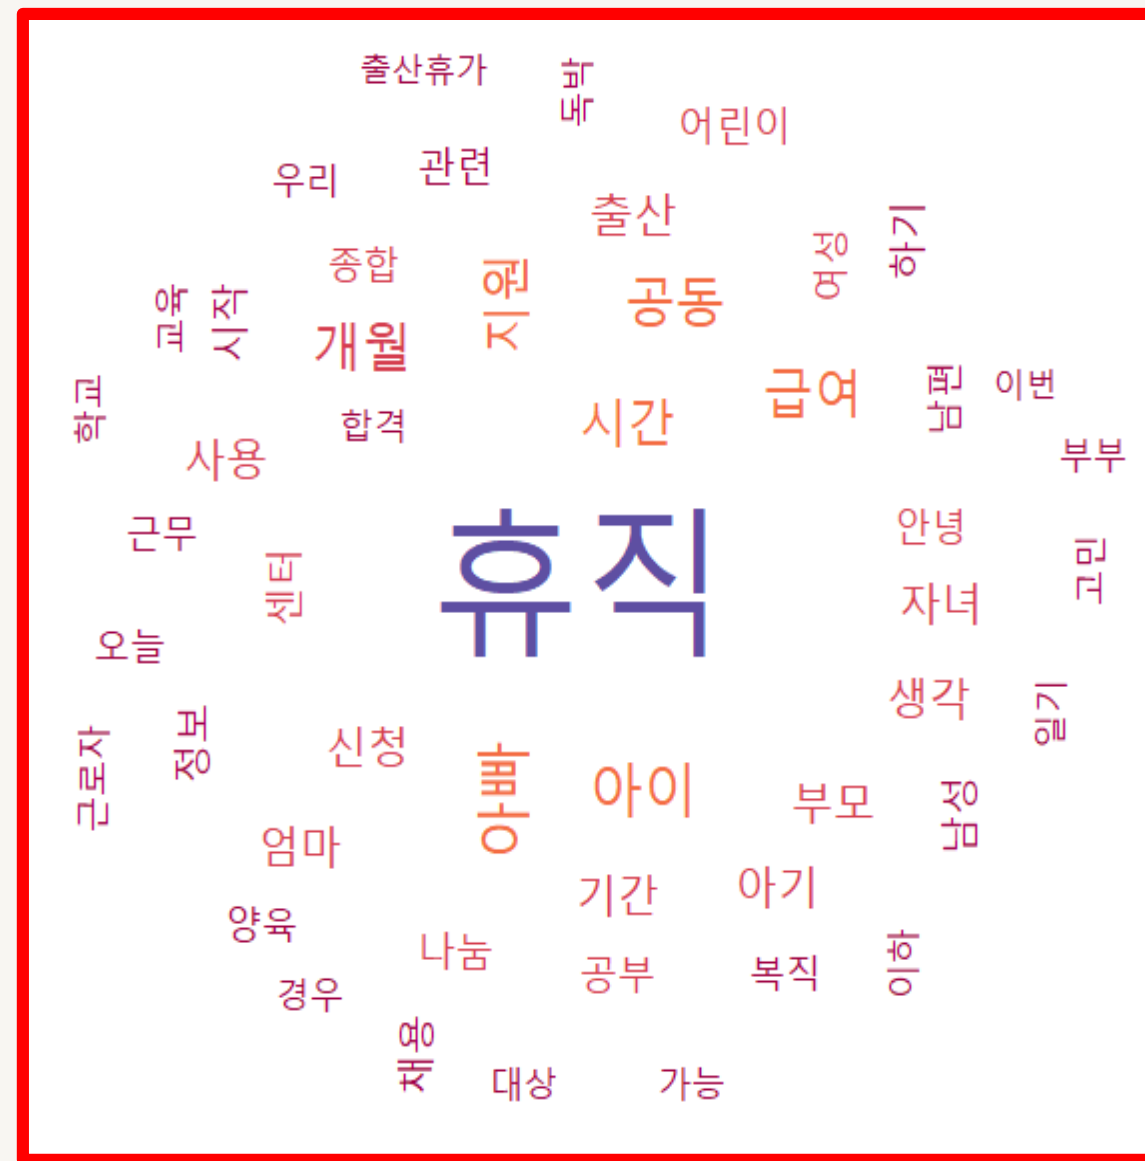 출산휴가
독박
어린이
관련
우리
출산
하기
여성
종합
지원
공동
교육
시작
개월
급여
남편
이번
학교
합격
시간
사용
부부
근무
안녕
휴직
고민
센터
자녀
오늘
생각
일기
정보
신청
근로자
아빠
아이
부모
남성
엄마
기간
아기
양육
나눔
공부
복직
이하
경우
채용
대상
가능